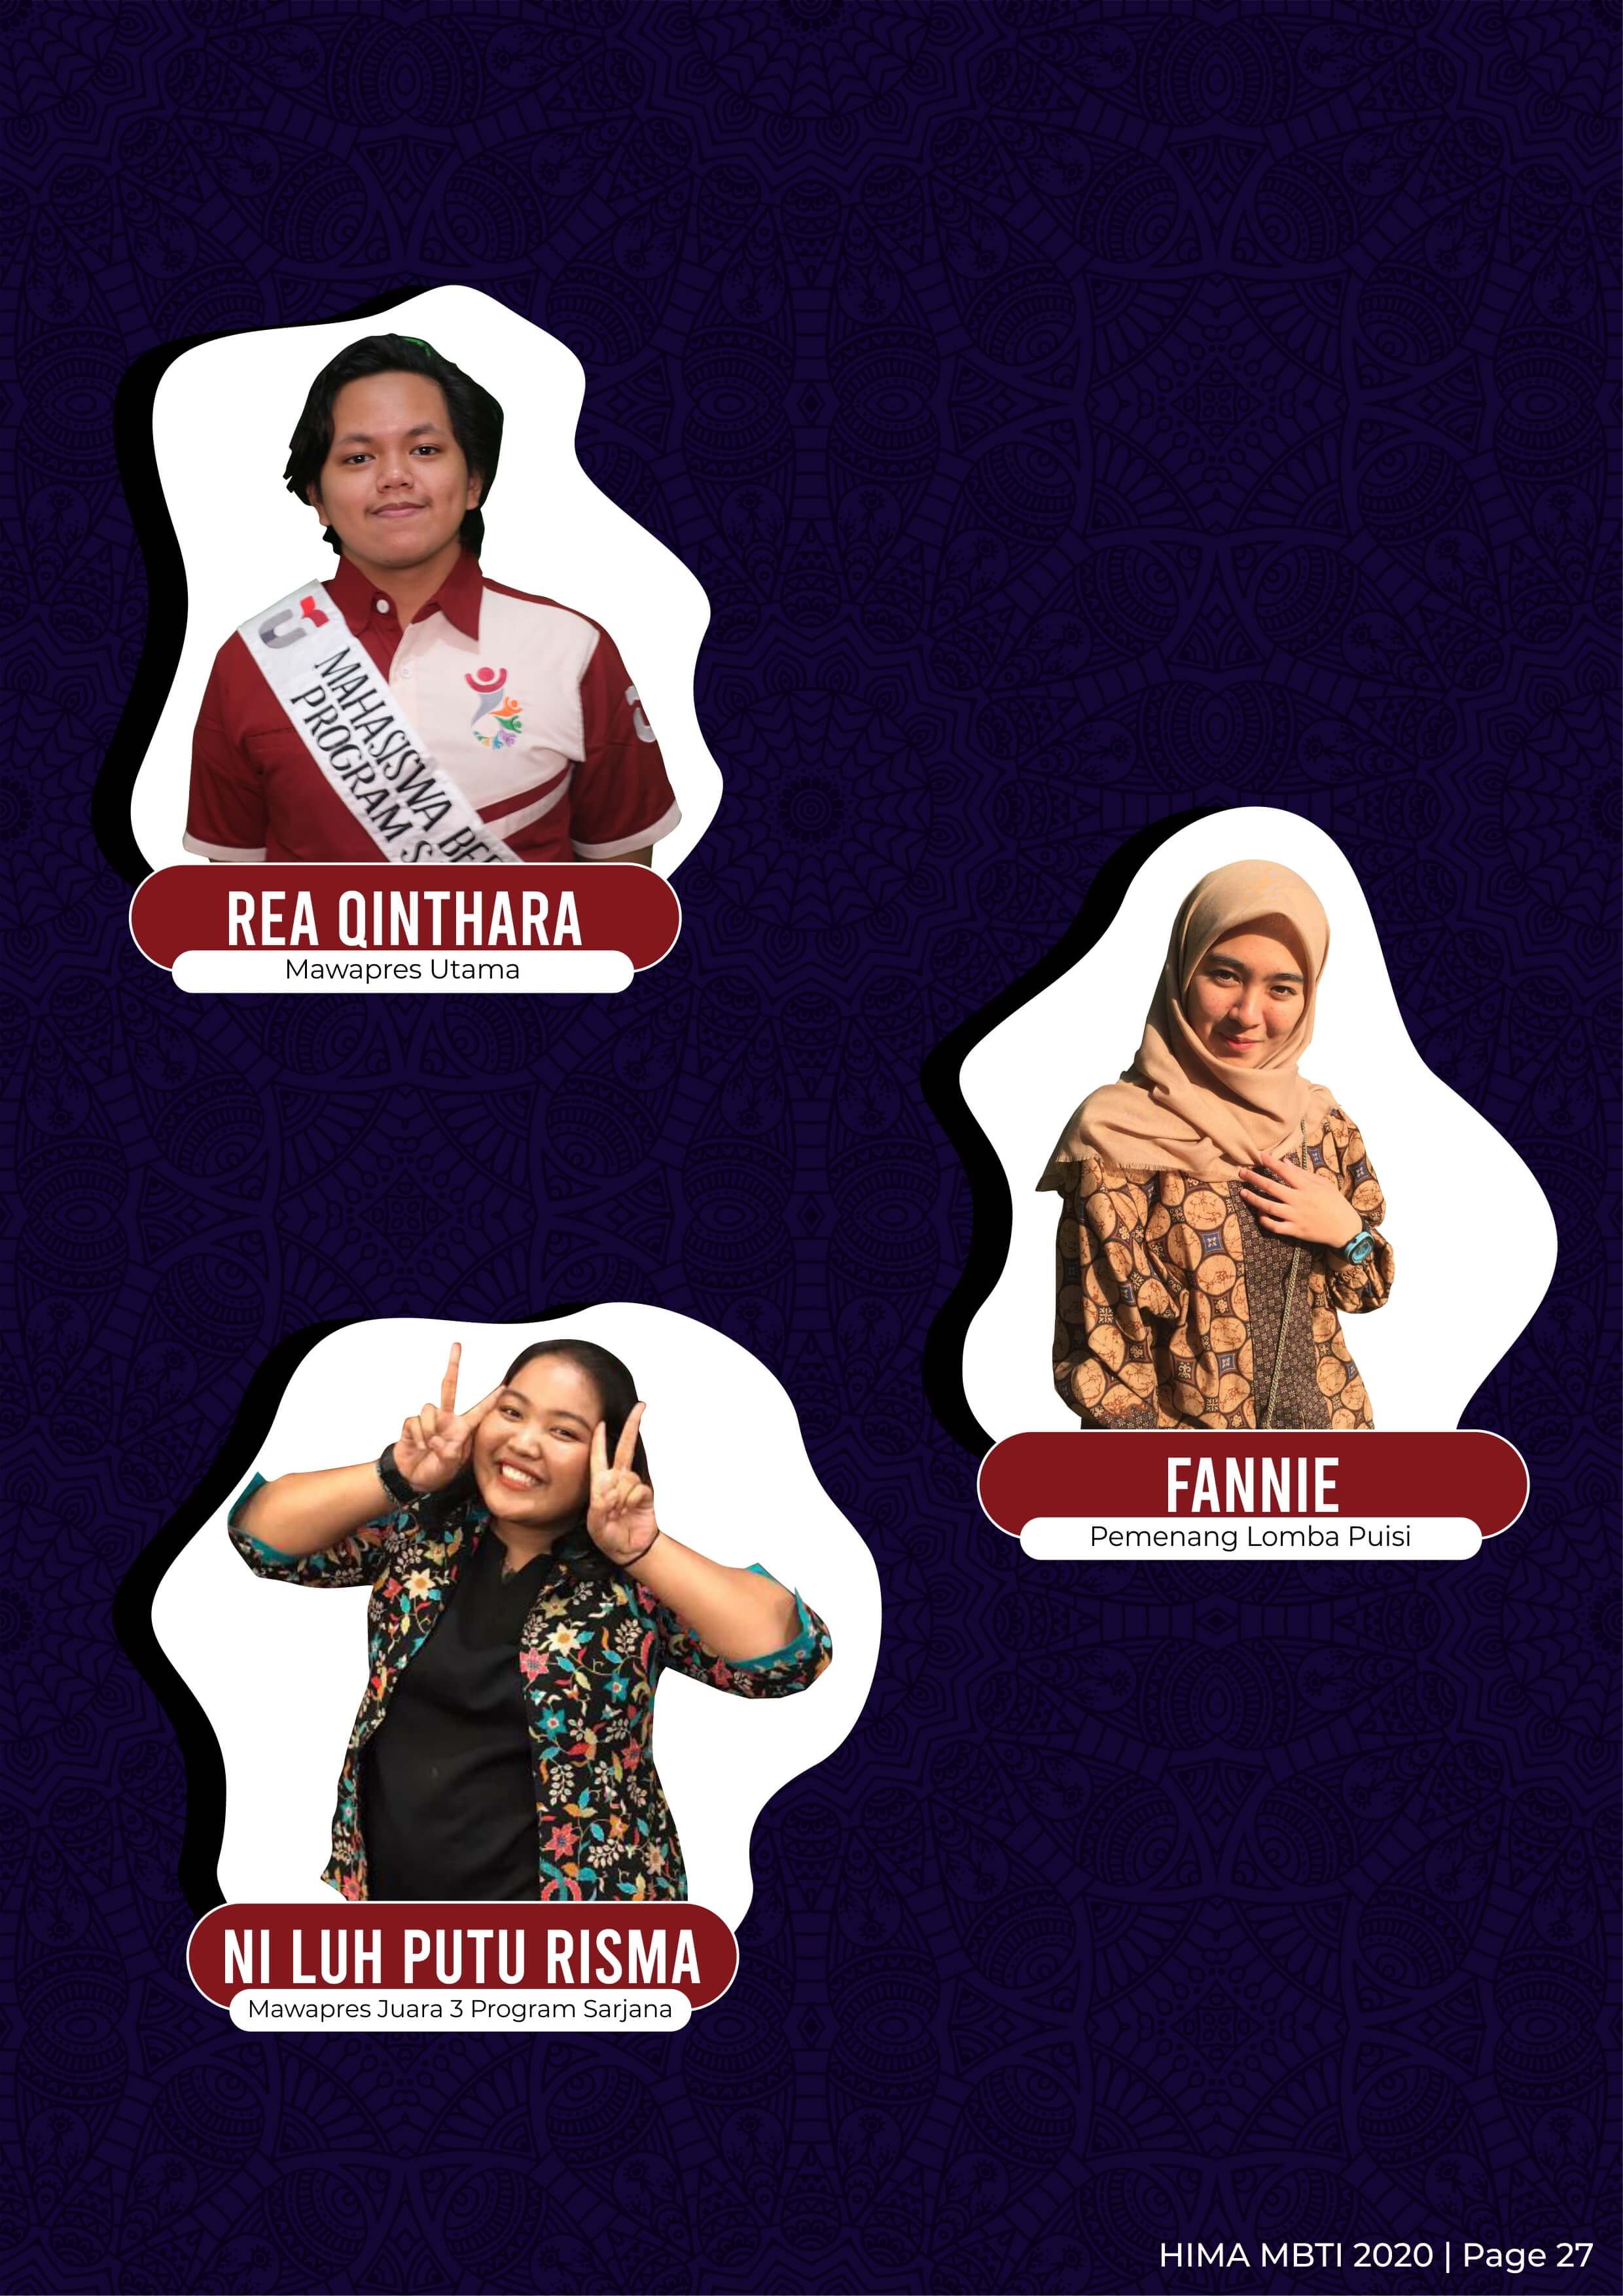 MAHASISWA
PROGRAM
REA QINTHARA
Mawapres Utama
FANNIE
Pemenang Lomba Puisi
NI LUH PUTU RISMA
Mawapres Juara 3 Program Sarjana
HIMA MBTI 2020 | Page 27